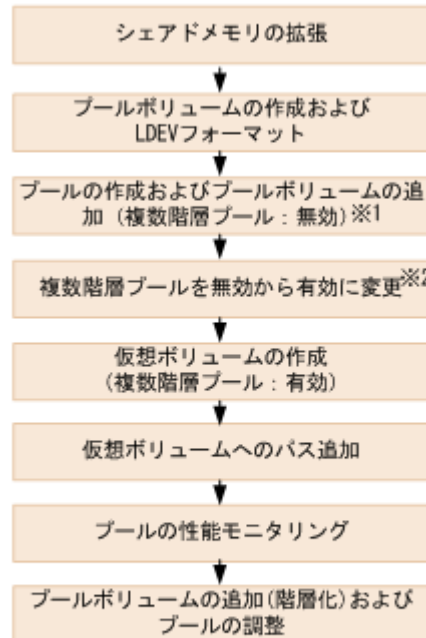 シェアドメモリの拡張
プールボリュームの作成および
LDEVフォーマット
プールの作成およびプールボリュームの追
加（複数階層プール：無効）※1
複数階層プールを無効から有効に変更※2
仮想ボリュームの作成
（複数階層プール：有効）
仮想ボリュームへのパス追加
プールの性能モニタリング
プールボリュームの追加(階層化)および
プールの調整